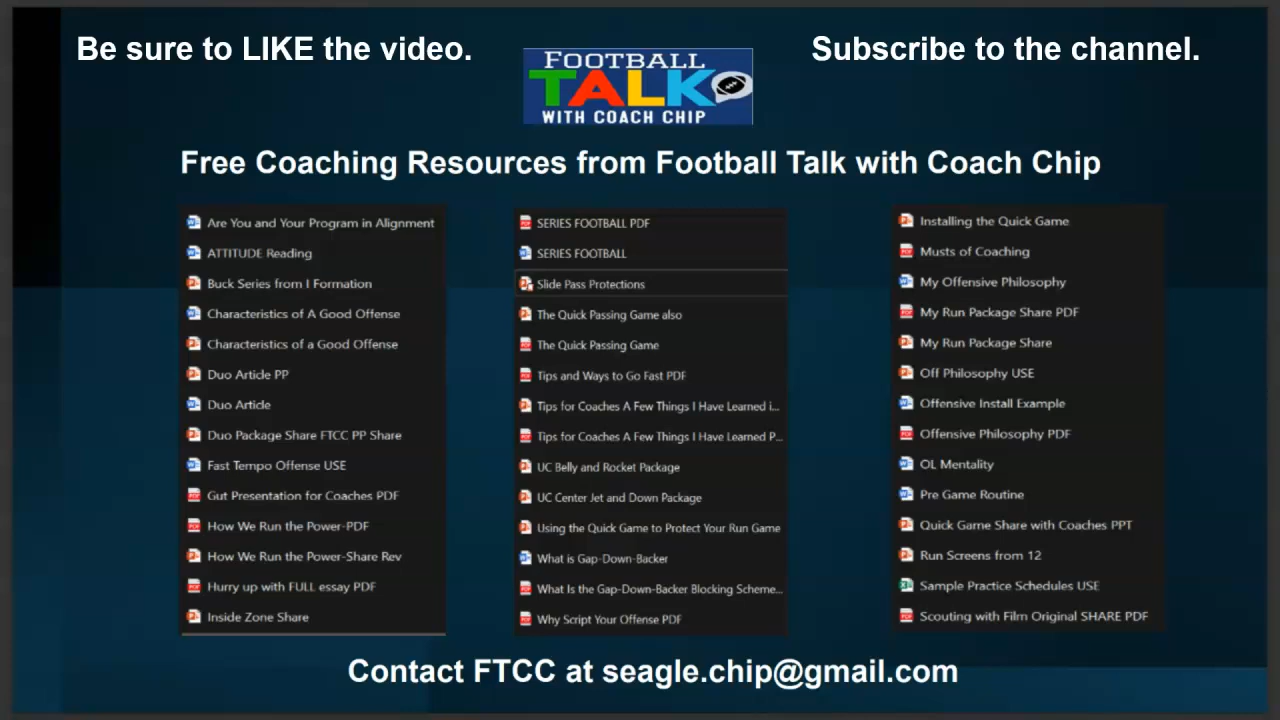 Be sure to LIKE the video.
FOOTBALL
TALK
WITH COACH CHIP
Subscribe to the channel.
Free Coaching Resources from Football Talk with Coach Chip
Are You and Your Program in Alignment
ATTITUDE Reading
Buck Series from I Formation
Characteristics of A Good Offense
Characteristics of a Good Offense
Duo Article PP
Duo Article
Duo Package Share FTCC PP Share
Fast Tempo Offense USE
Gut Presentation for Coaches PDF
How We Run the Power-PDF
How We Run the Power-Share Rev
Hurry up with FULL essay PDF
Inside Zone Share
SERIES FOOTBALL PDF
SERIES FOOTBALL
Slide Pass Protections
The Quick Passing Game also
The Quick Passing Game
Tips and Ways to Go Fast PDF
Tips for Coaches A Few Things I Have Learned i...
Tips for Coaches A Few Things I Have Learned P...
UC Belly and Rocket Package
UC Center Jet and Down Package
Using the Quick Game to Protect Your Run Game
What is Gap-Down-Backer
What Is the Gap-Down-Backer Blocking Scheme...
Why Script Your Offense PDF
Installing the Quick Game
Musts of Coaching
My Offensive Philosophy
My Run Package Share PDF
My Run Package Share
Off Philosophy USE
Offensive Install Example
Offensive Philosophy PDF
OL Mentality
Pre Game Routine
Quick Game Share with Coaches PPT
Run Screens from 12
Sample Practice Schedules USE
Scouting with Film Original SHARE PDF
Contact FTCC at seagle.chip@gmail.com